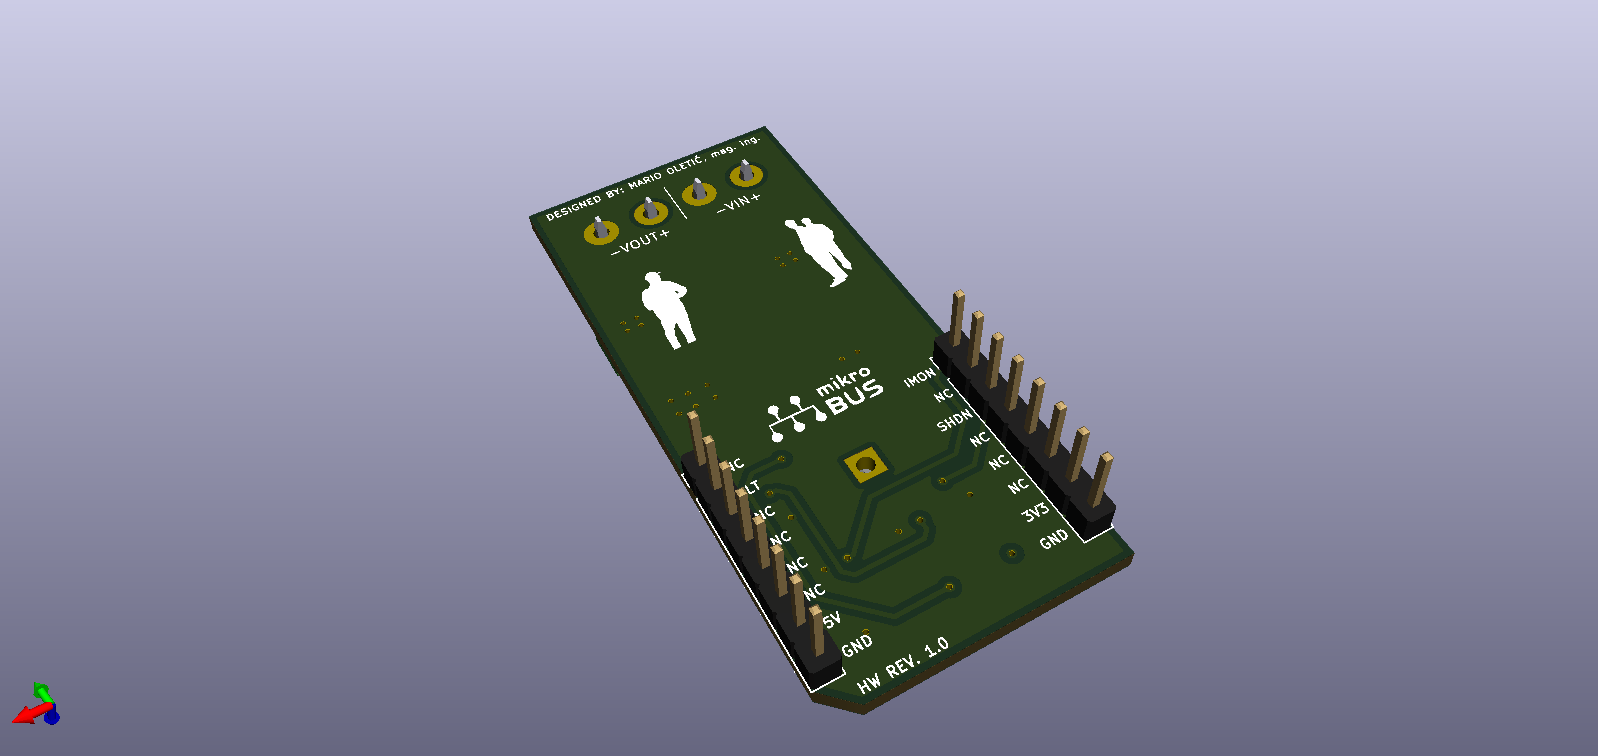 DESIGNED BY: MARIO OLETIĆ, mag. ing.
-VOUT+
-VIN+
mikro
BUS
IMON
NC
SHDN
NC
NC
NC
3V3
GND
NC
LT
NC
NC
NC
NC
5V
GND
HW REV. 1.0